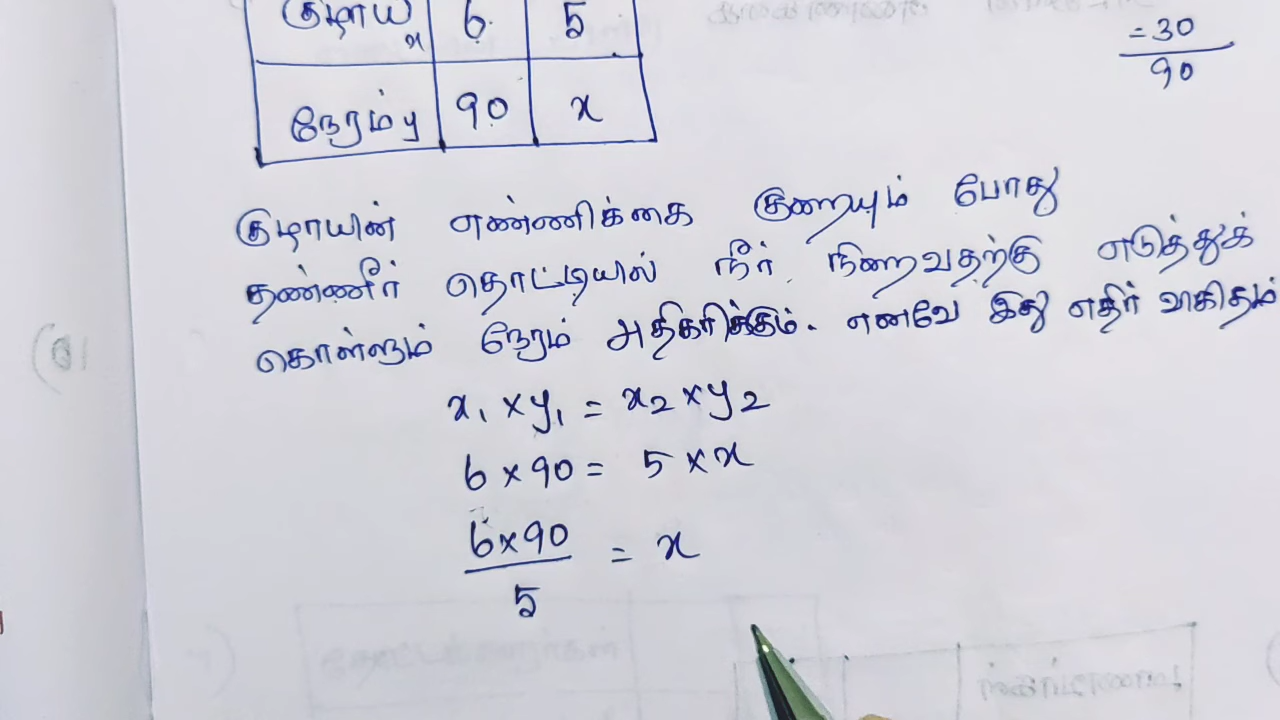 குழாய் x 6 5
= 30
90
நேரம் y 90 x
குழாயின் எண்ணிக்கை குறையும் போது
தண்ணீர் தொட்டியில் நீர் நிறைவதற்கு எடுத்துக்
கொள்ளும் நேரம் அதிகரிக்கும். எனவே இது எதிர் விகிதம்
x₁ × y₁ = x₂ × y₂
6 × 90 = 5 × x
6 × 90
= x
5